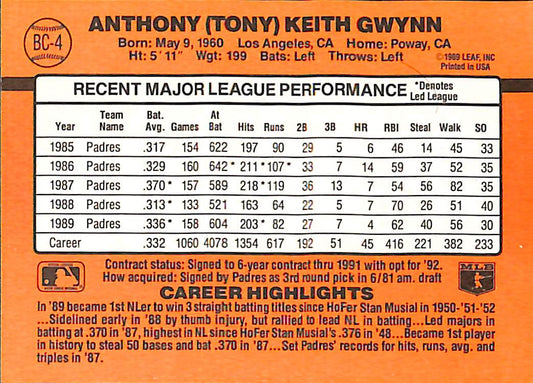 BC-4
ANTHONY (TONY) KEITH GWYNN
Born: May 9, 1960 Los Angeles, CA Home: Poway, CA
Ht: 5' 11" Wgt: 199 Bats: Left Throws: Left
©1989 LEAF, INC
Printed in USA
RECENT MAJOR LEAGUE PERFORMANCE *Denotes Led League
Year Team Name Bat. Avg. Games At Bat Hits Runs 2B 3B HR RBI Steal Walk SO
1985 Padres .317 154 622 197 90 29 5 6 46 14 45 33
1986 Padres .329 160 642* 211* 107* 33 7 14 59 37 52 35
1987 Padres .370* 157 589 218* 119 36 13 7 54 56 82 35
1988 Padres .313* 133 521 163 64 22 5 7 70 26 51 40
1989 Padres .336* 158 604 203* 82 27 7 4 62 40 56 30
Career .332 1060 4078 1354 617 192 51 45 416 221 382 233
Contract status: Signed to 6-year contract thru 1991 with opt for '92.
How acquired: Signed by Padres as 3rd round pick in 6/81 am. draft
MLB
CAREER HIGHLIGHTS
In '89 became 1st NLer to win 3 straight batting titles since HoFer Stan Musial in 1950-'51-'52
...Sidelined early in '88 by thumb injury, but rallied to lead NL in batting...Led majors in
batting at .370 in '87, highest in NL since HoFer Stan Musial's .376 in '48...Became 1st player
in history to steal 50 bases and bat .370 in '87...Set Padres' records for hits, runs, avg. and
triples in '87.